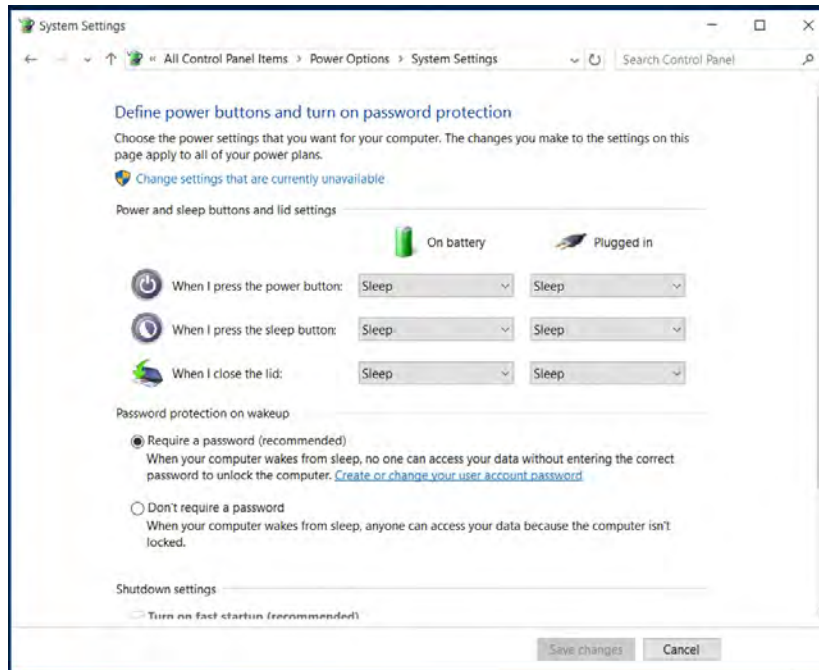 System Settings
« All Control Panel Items > Power Options > System Settings
Search Control Panel
Define power buttons and turn on password protection
Choose the power settings that you want for your computer. The changes you make to the settings on this
page apply to all of your power plans.
Change settings that are currently unavailable
Power and sleep buttons and lid settings
On battery Plugged in
When I press the power button: Sleep Sleep
When I press the sleep button: Sleep Sleep
When I close the lid: Sleep Sleep
Password protection on wakeup
Require a password (recommended)
When your computer wakes from sleep, no one can access your data without entering the correct
password to unlock the computer. Create or change your user account password
Don't require a password
When your computer wakes from sleep, anyone can access your data because the computer isn't
locked.
Shutdown settings
Turn on fast startup (recommended)
Save changes Cancel